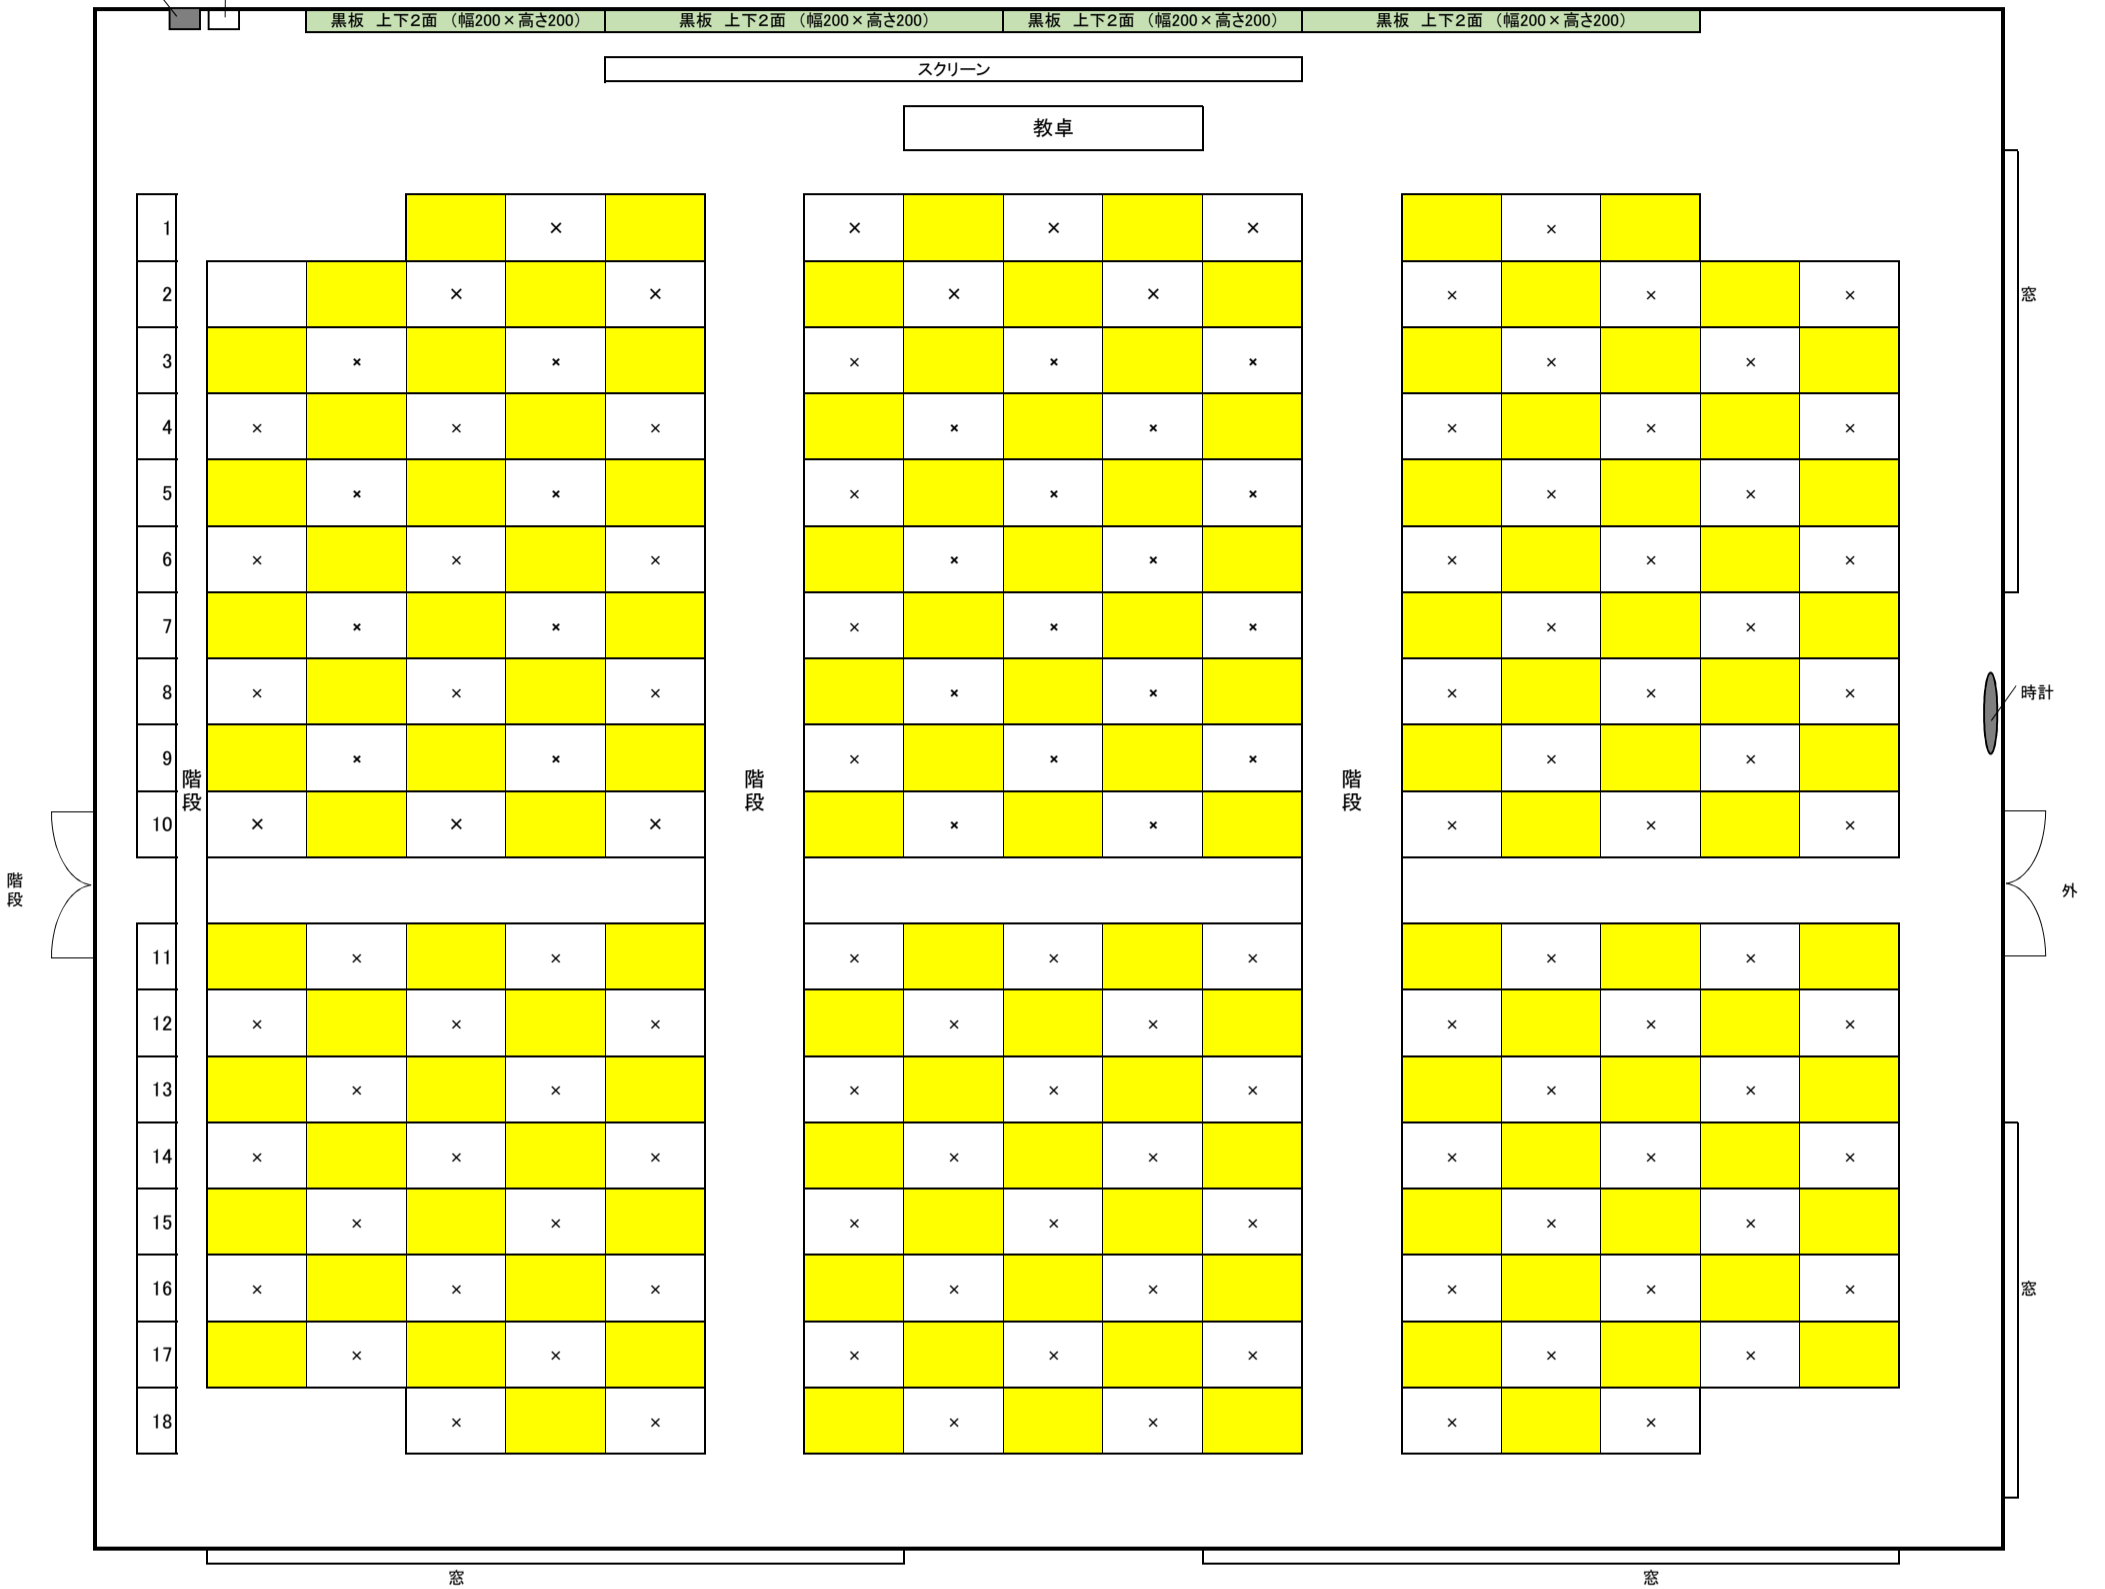 黒板　上下２面　（幅200×高さ200）　黒板　上下２面　（幅200×高さ200）　黒板　上下２面　（幅200×高さ200）　黒板　上下２面　（幅200×高さ200）
スクリーン
教卓
1 × × × × ×
2 × × × × × × × 窓
3 × × × × × × ×
4 × × × × × × × ×
5 × × × × × × ×
6 × × × × × × × ×
7 × × × × × × ×
8 × × × × × × × × 時計
9 × × × × × × ×
階段 階段 階段
10 × × × × × × × ×
階段 外
11 × × × × × × ×
12 × × × × × × × ×
13 × × × × × × ×
14 × × × × × × × ×
15 × × × × × × ×
16 × × × × × × × × 窓
17 × × × × × × ×
18 × × × × × ×
窓 窓